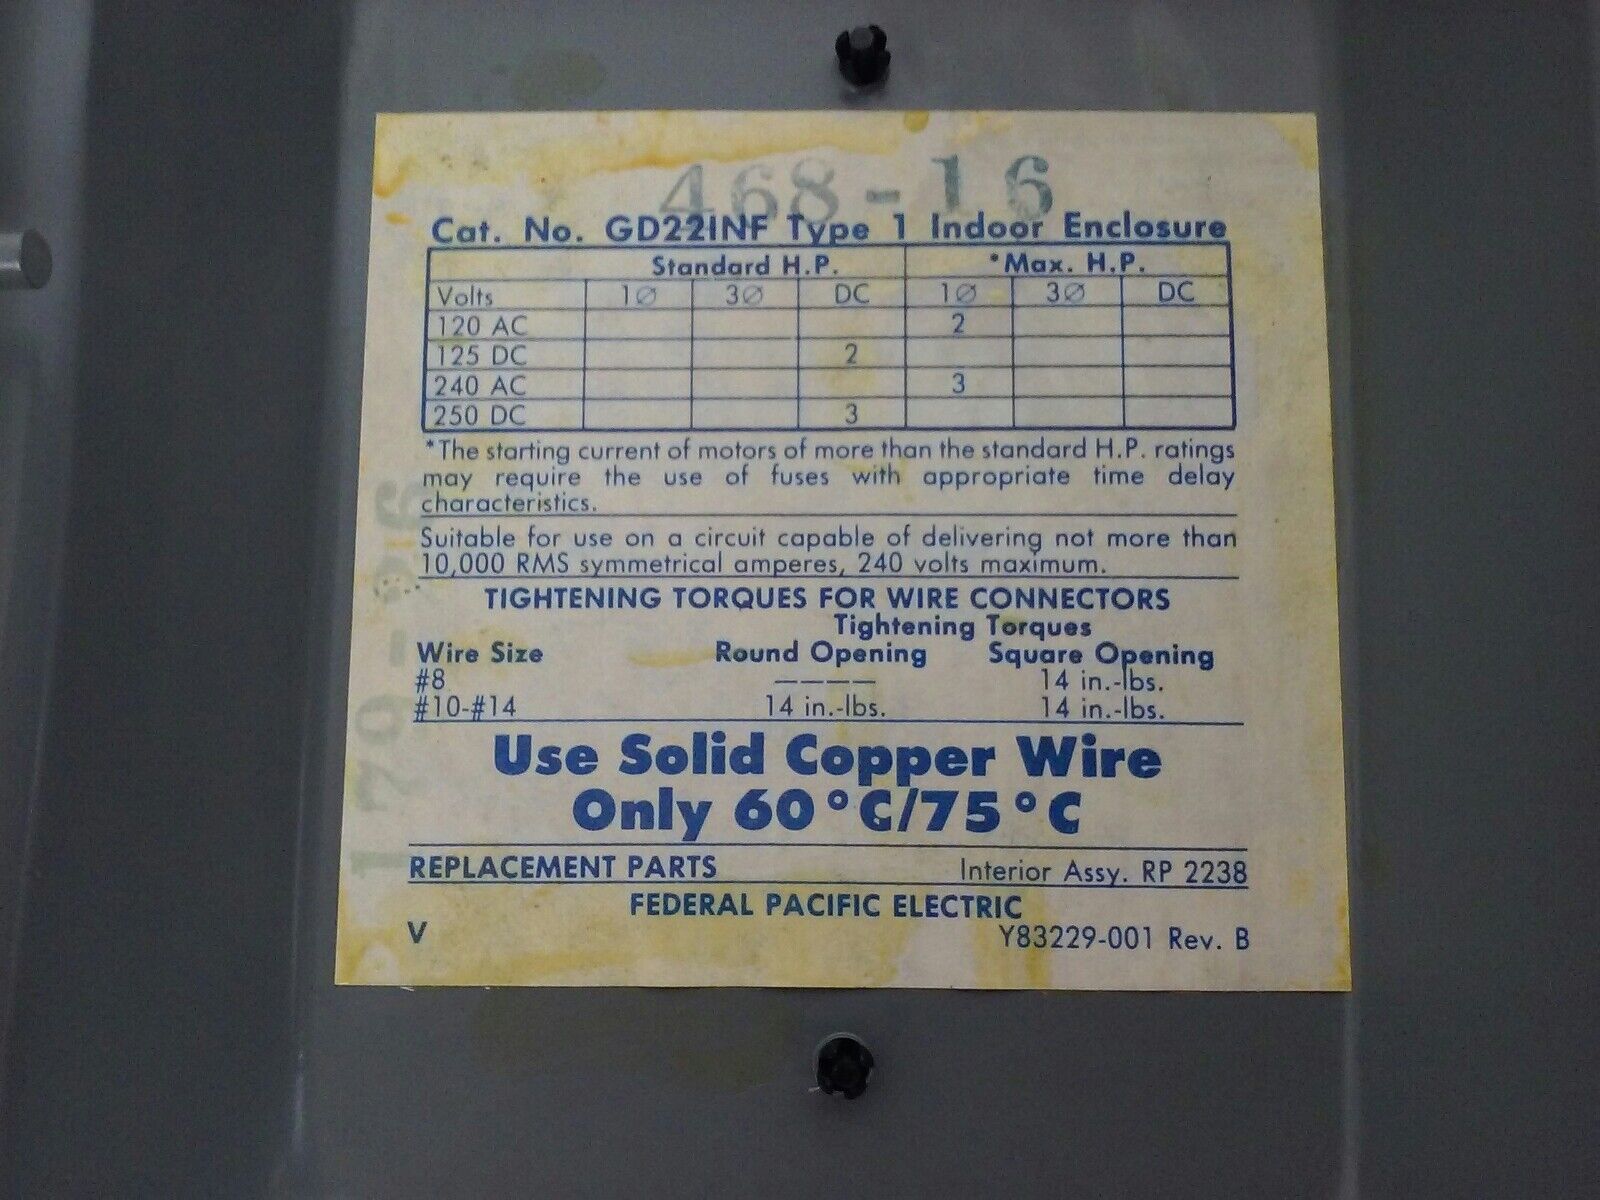 468-16
Cat. No. GD221NF Type 1 Indoor Enclosure
Standard H.P. *Max. H.P.
Volts 1Ø 3Ø DC 1Ø 3Ø DC
120 AC 2
125 DC 2
240 AC 3
250 DC 3
*The starting current of motors of more than the standard H.P. ratings
may require the use of fuses with appropriate time delay
characteristics.
Suitable for use on a circuit capable of delivering not more than
10,000 RMS symmetrical amperes, 240 volts maximum.
TIGHTENING TORQUES FOR WIRE CONNECTORS
Tightening Torques
Wire Size Round Opening Square Opening
#8 ———— 14 in.-lbs.
#10-#14 14 in.-lbs. 14 in.-lbs.
Use Solid Copper Wire
Only 60°C/75°C
REPLACEMENT PARTS Interior Assy. RP 2238
FEDERAL PACIFIC ELECTRIC
V Y83229-001 Rev. B